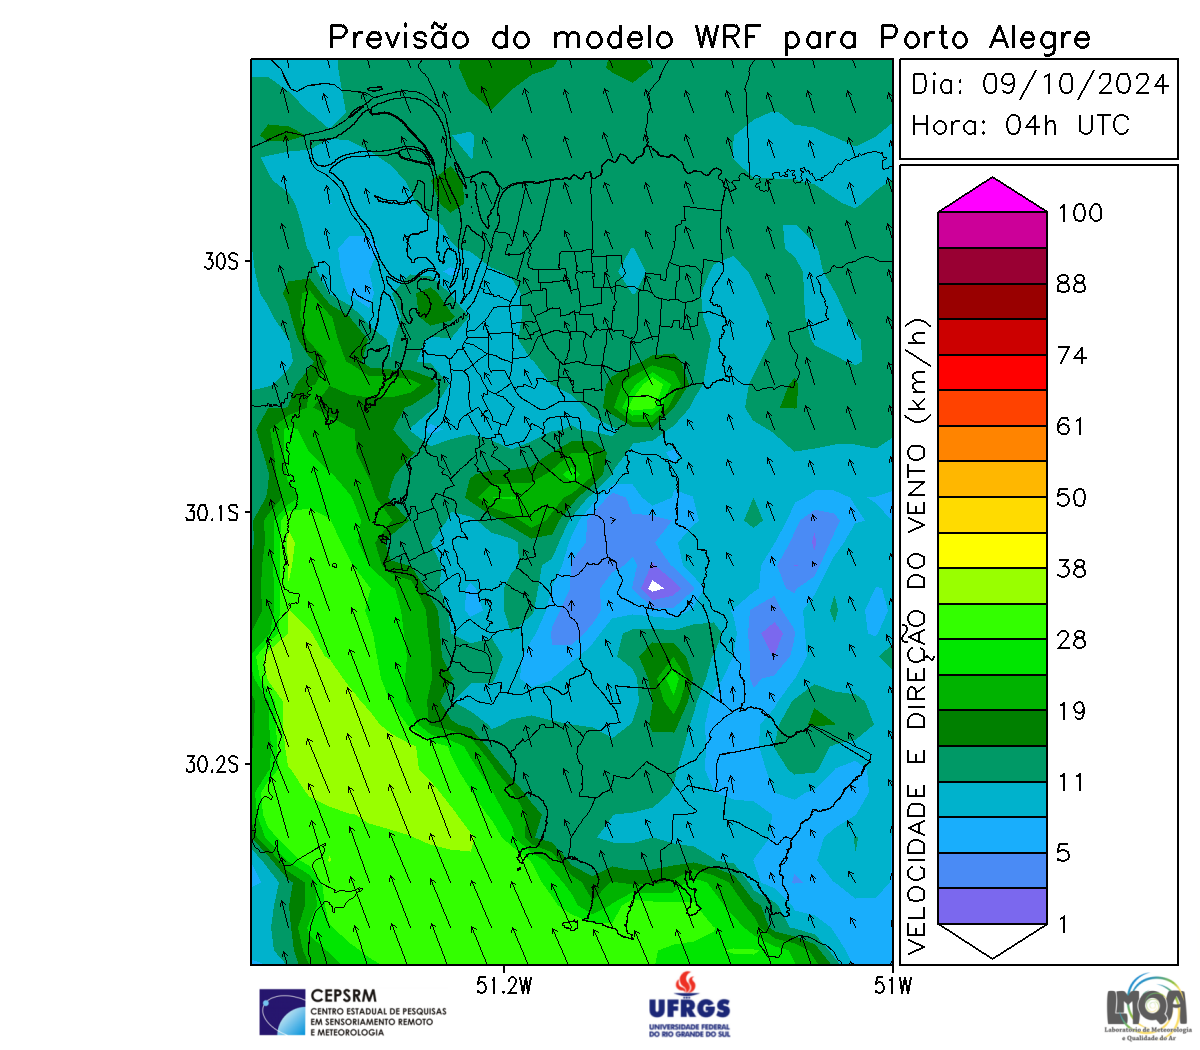 Previsão do modelo WRF para Porto Alegre
Dia: 09/10/2024
Hora: 04h UTC
30S
30.1S
30.2S
51.2W
51W
VELOCIDADE E DIREÇÃO DO VENTO (km/h)
100
88
74
61
50
38
28
19
11
5
1
CEPSRM
CENTRO ESTADUAL DE PESQUISAS
EM SENSORIAMENTO REMOTO
E METEOROLOGIA
UFRGS
UNIVERSIDADE FEDERAL
DO RIO GRANDE DO SUL
LMQA
Laboratório de Meteorologia
e Qualidade do Ar